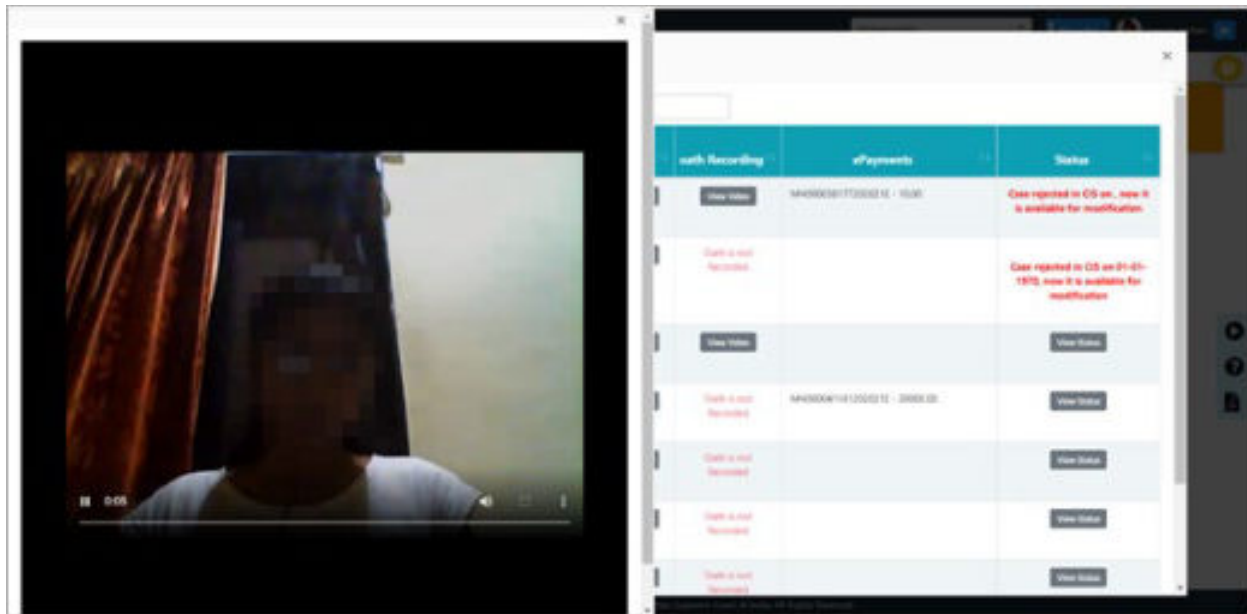 ×
×
oath Recording
ePayments
Status
View Video
Case rejected in CIS on , now it
is available for modification
Oath is not
Recorded
Case rejected in CIS on 01-01-
1970, now it is available for
modification
View Video
View Status
Oath is not
Recorded
View Status
Oath is not
Recorded
View Status
Oath is not
Recorded
View Status
Oath is not
Recorded
View Status
0:05